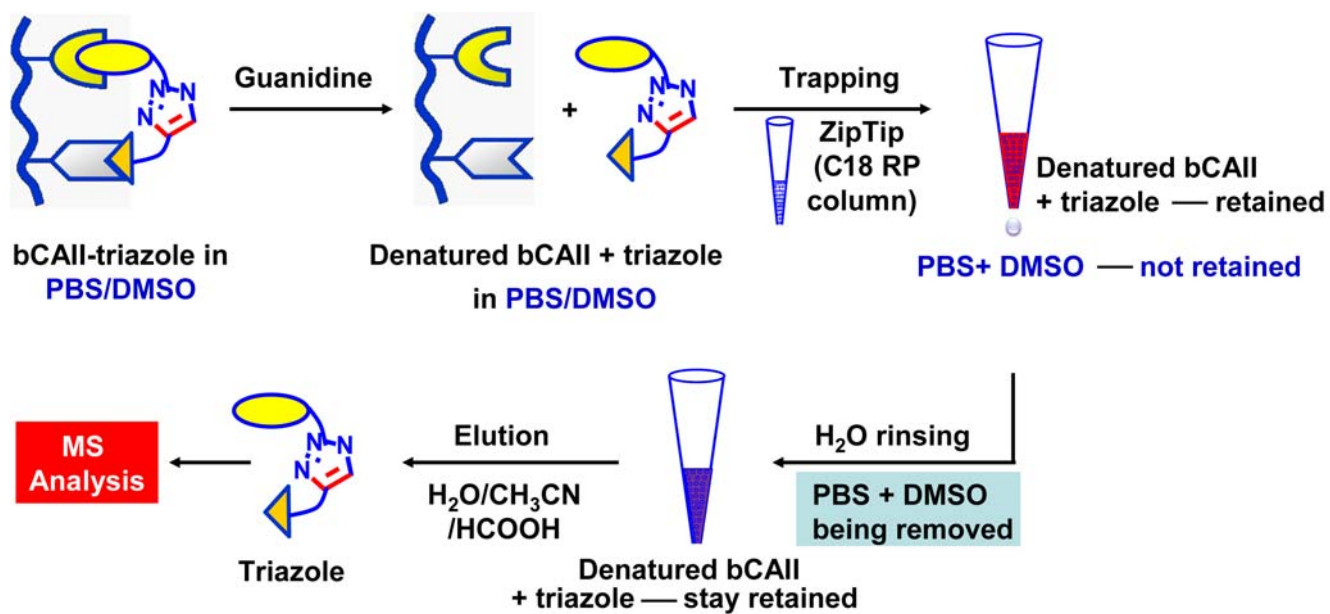 Guanidine
N
N
N
+
N
N
N
Trapping
ZipTip
(C18 RP
column)
Denatured bCAII
+ triazole — retained
bCAII-triazole in
PBS/DMSO
Denatured bCAII + triazole
in PBS/DMSO
PBS+ DMSO — not retained
MS
Analysis
N
N
N
Triazole
Elution
H₂O/CH₃CN
/HCOOH
Denatured bCAII
+ triazole — stay retained
H₂O rinsing
PBS + DMSO
being removed